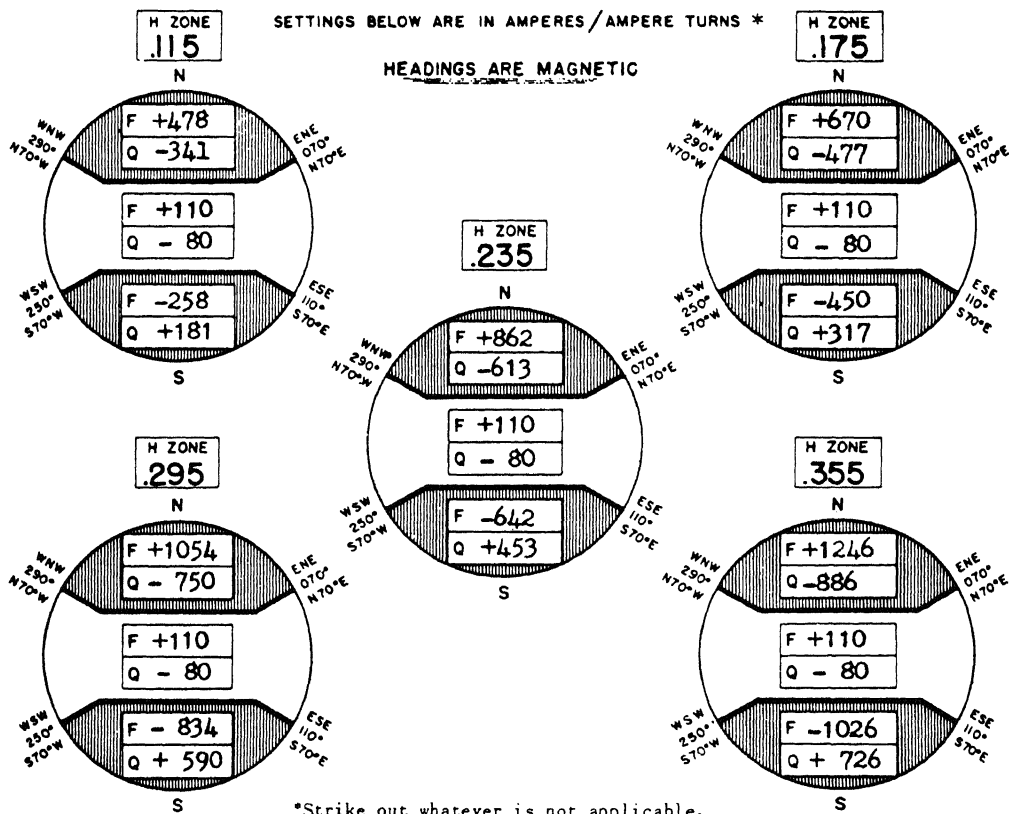 SETTINGS BELOW ARE IN AMPERES/AMPERE TURNS *
HEADINGS ARE MAGNETIC
H ZONE
.115
N
WNW
290°
N70°W
ENE
070°
N70°E
F +478
Q -341
F +110
Q - 80
WSW
250°
S70°W
ESE
110°
S70°E
F -258
Q +181
S
H ZONE
.175
N
WNW
290°
N70°W
ENE
070°
N70°E
F +670
Q -477
F +110
Q - 80
WSW
250°
S70°W
ESE
110°
S70°E
F -450
Q +317
S
H ZONE
.235
N
WNW
290°
N70°W
ENE
070°
N70°E
F +862
Q -613
F +110
Q - 80
WSW
250°
S70°W
ESE
110°
S70°E
F -642
Q +453
S
H ZONE
.295
N
WNW
290°
N70°W
ENE
070°
N70°E
F +1054
Q - 750
F +110
Q - 80
WSW
250°
S70°W
ESE
110°
S70°E
F - 834
Q + 590
S
H ZONE
.355
N
WNW
290°
N70°W
ENE
070°
N70°E
F +1246
Q -886
F +110
Q - 80
WSW
250°
S70°W
ESE
110°
S70°E
F -1026
Q + 726
S
*Strike out whatever is not applicable.